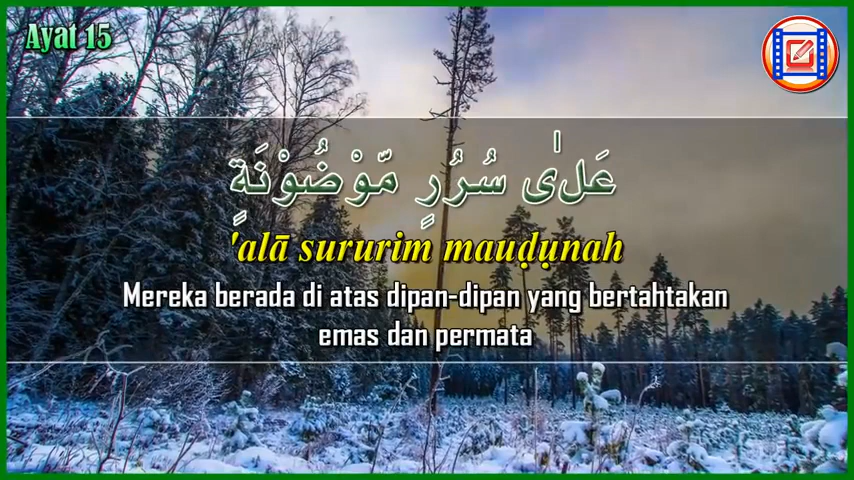 Ayat 15
عَلٰى سُرُرٍ مَّوْضُوْنَةٍ
'alā sururim mauḍụnah
Mereka berada di atas dipan-dipan yang bertahtakan
emas dan permata